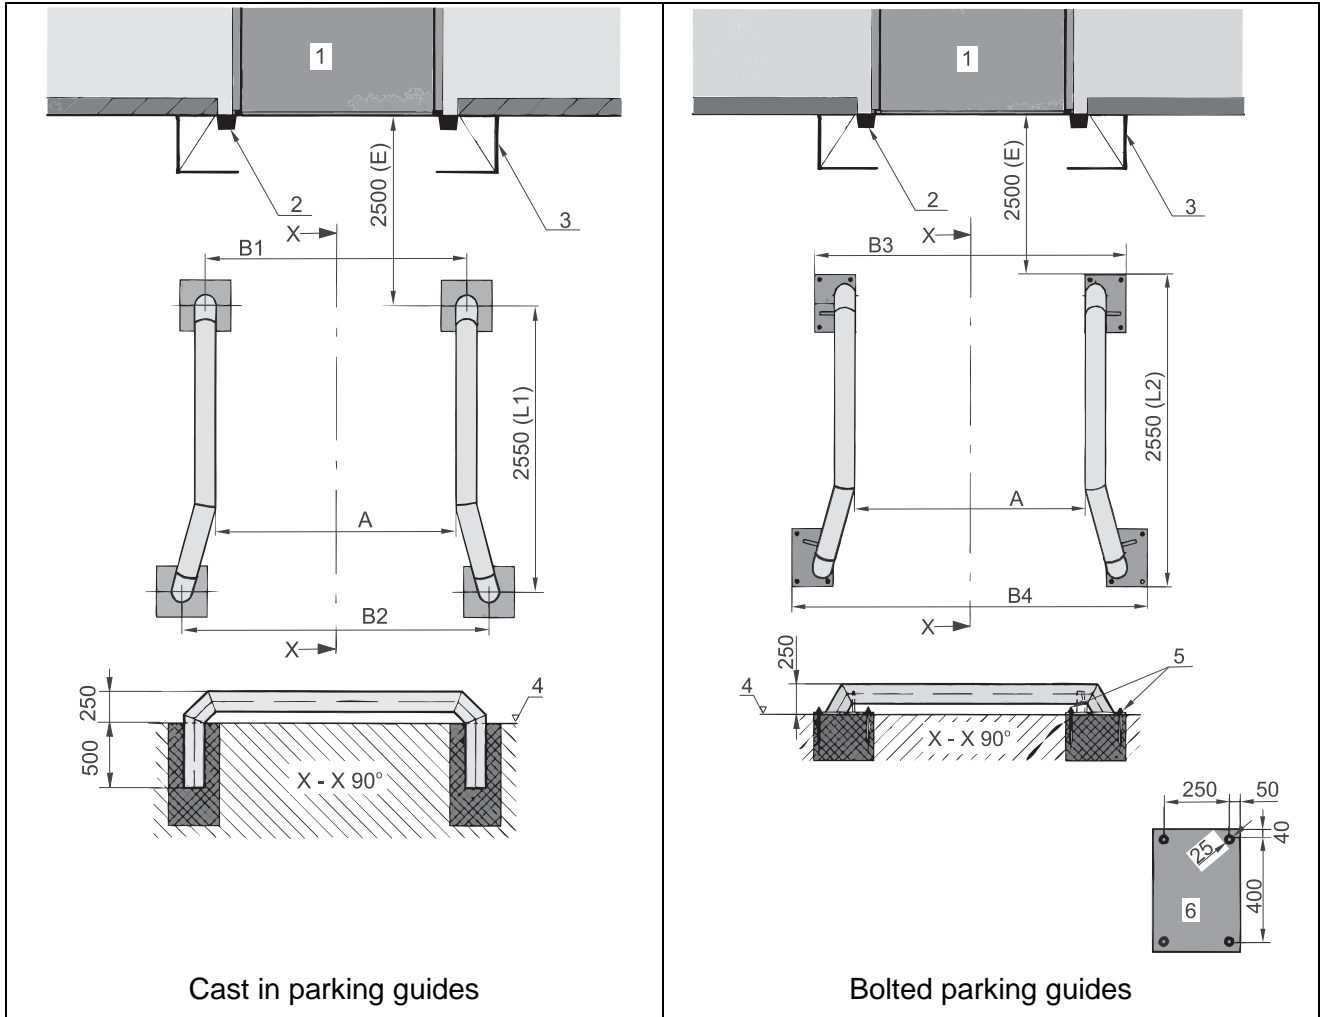 1
2500 (E)
2
3
X
B1
2550 (L1)
A
B2
X
250
4
500
X - X 90°
Cast in parking guides
1
2500 (E)
2
3
X
B3
2550 (L2)
A
B4
X
250
5
4
X - X 90°
250
50
40
25
400
6
Bolted parking guides